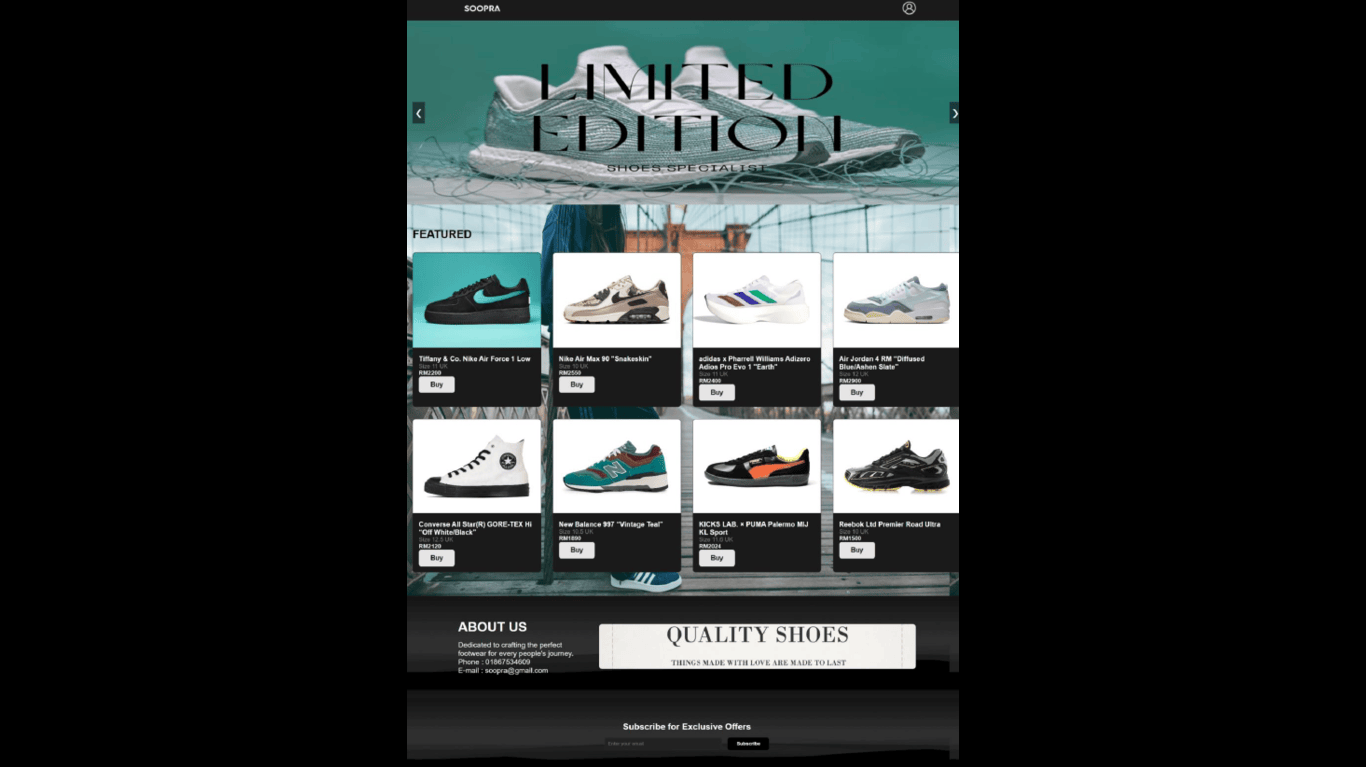 SOOPRA
LIMITED
EDITION
SHOES SPECIALIST
FEATURED
Tiffany & Co. Nike Air Force 1 Low
Size 11 UK
RM2200
Buy
Nike Air Max 90 "Snakeskin"
Size 10 UK
RM2550
Buy
adidas x Pharrell Williams Adizero
Adios Pro Evo 1 "Earth"
Size 11 UK
RM2400
Buy
Air Jordan 4 RM "Diffused
Blue/Ashen Slate"
Size 12 UK
RM2900
Buy
Converse All Star(R) GORE-TEX Hi
"Off White/Black"
Size 12.5 UK
RM2120
Buy
New Balance 997 "Vintage Teal"
Size 10.5 UK
RM1890
Buy
KICKS LAB. × PUMA Palermo MIJ
KL Sport
Size 11.0 UK
RM2024
Buy
Reebok Ltd Premier Road Ultra
Size 10 UK
RM1500
Buy
ABOUT US
Dedicated to crafting the perfect
footwear for every people's journey.
Phone : 01867534609
E-mail : soopra@gmail.com
QUALITY SHOES
THINGS MADE WITH LOVE ARE MADE TO LAST
Subscribe for Exclusive Offers
Enter your email
Subscribe